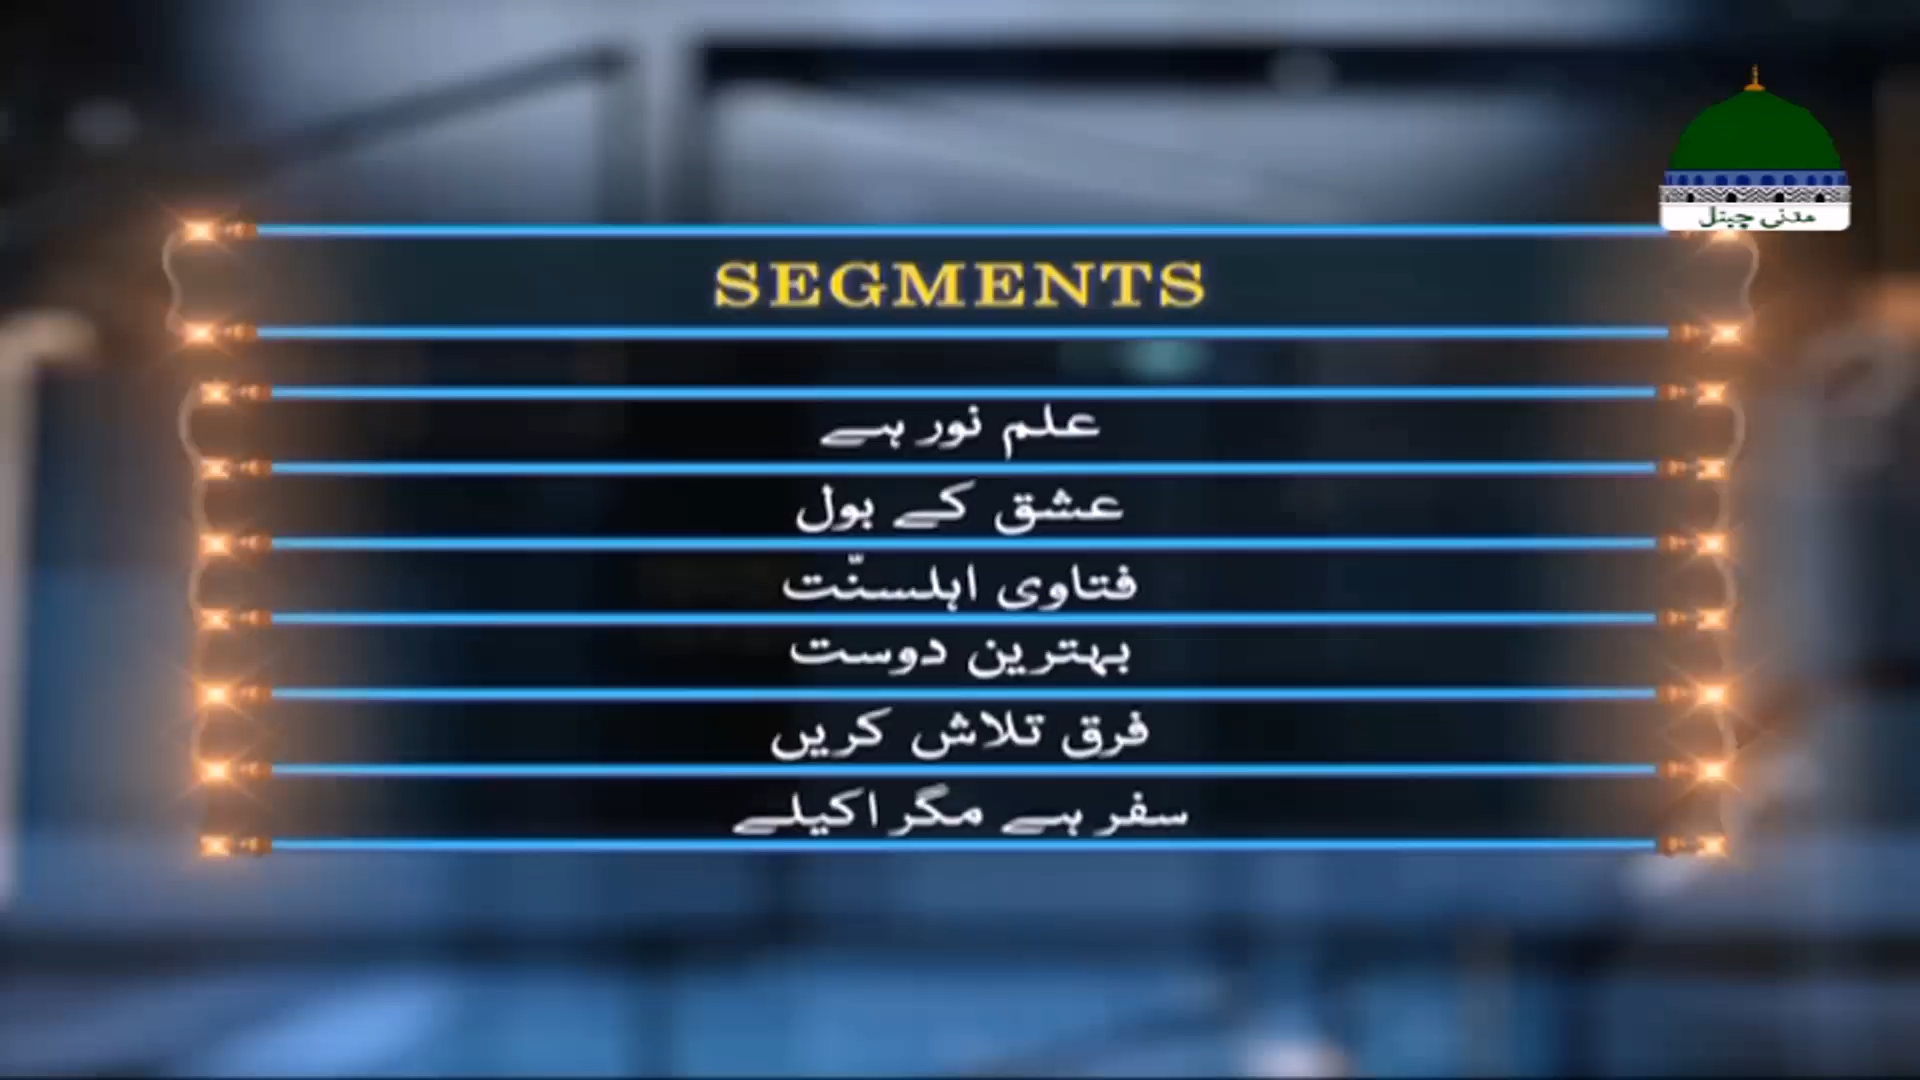 مدنی چینل
SEGMENTS
علم نور ہے
عشق کے بول
فتاوی اہلسنّت
بہترین دوست
فرق تلاش کریں
سفر ہے مگر اکیلے